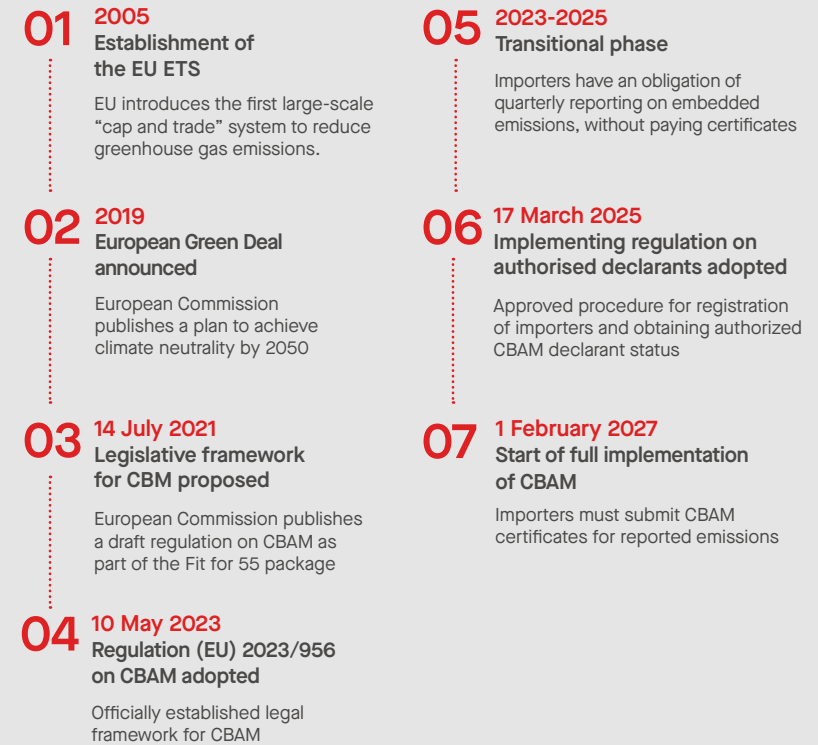 01
2005
Establishment of
the EU ETS
EU introduces the first large-scale
“cap and trade” system to reduce
greenhouse gas emissions.
02
2019
European Green Deal
announced
European Commission
publishes a plan to achieve
climate neutrality by 2050
03
14 July 2021
Legislative framework
for CBM proposed
European Commission publishes
a draft regulation on CBAM as
part of the Fit for 55 package
04
10 May 2023
Regulation (EU) 2023/956
on CBAM adopted
Officially established legal
framework for CBAM
05
2023-2025
Transitional phase
Importers have an obligation of
quarterly reporting on embedded
emissions, without paying certificates
06
17 March 2025
Implementing regulation on
authorised declarants adopted
Approved procedure for registration
of importers and obtaining authorized
CBAM declarant status
07
1 February 2027
Start of full implementation
of CBAM
Importers must submit CBAM
certificates for reported emissions